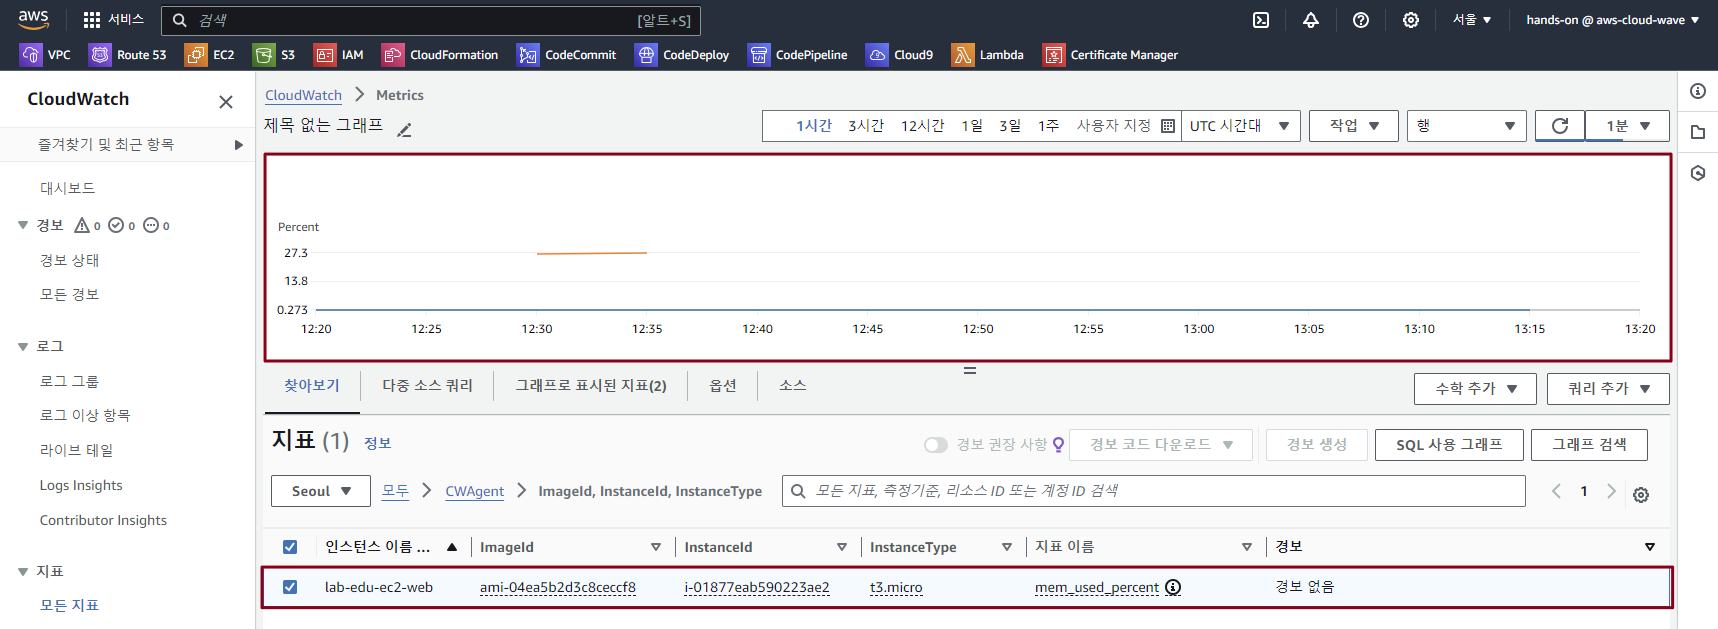 aws 서비스 검색 [알트+S] 서울 ▼ hands-on @ aws-cloud-wave ▼
VPC Route 53 EC2 S3 IAM CloudFormation CodeCommit CodeDeploy CodePipeline Cloud9 Lambda Certificate Manager
CloudWatch
즐겨찾기 및 최근 항목
대시보드
경보 0 0 0
경보 상태
모든 경보
로그
로그 그룹
로그 이상 항목
라이브 테일
Logs Insights
Contributor Insights
지표
모든 지표
CloudWatch > Metrics
제목 없는 그래프
1시간 3시간 12시간 1일 3일 1주 사용자 지정 UTC 시간대 ▼ 작업 ▼ 행 ▼ 1분 ▼
Percent
27.3
13.8
0.273
12:20 12:25 12:30 12:35 12:40 12:45 12:50 12:55 13:00 13:05 13:10 13:15 13:20
찾아보기 다중 소스 쿼리 그래프로 표시된 지표(2) 옵션 소스 수학 추가 ▼ 쿼리 추가 ▼
지표 (1) 정보 경보 권장 사항 경보 코드 다운로드 ▼ 경보 생성 SQL 사용 그래프 그래프 검색
Seoul ▼ 모두 > CWAgent > ImageId, InstanceId, InstanceType 모든 지표, 측정기준, 리소스 ID 또는 계정 ID 검색 < 1 >
인스턴스 이름 ... ▲ ImageId InstanceId InstanceType 지표 이름 경보
lab-edu-ec2-web ami-04ea5b2d3c8ceccf8 i-01877eab590223ae2 t3.micro mem_used_percent 경보 없음